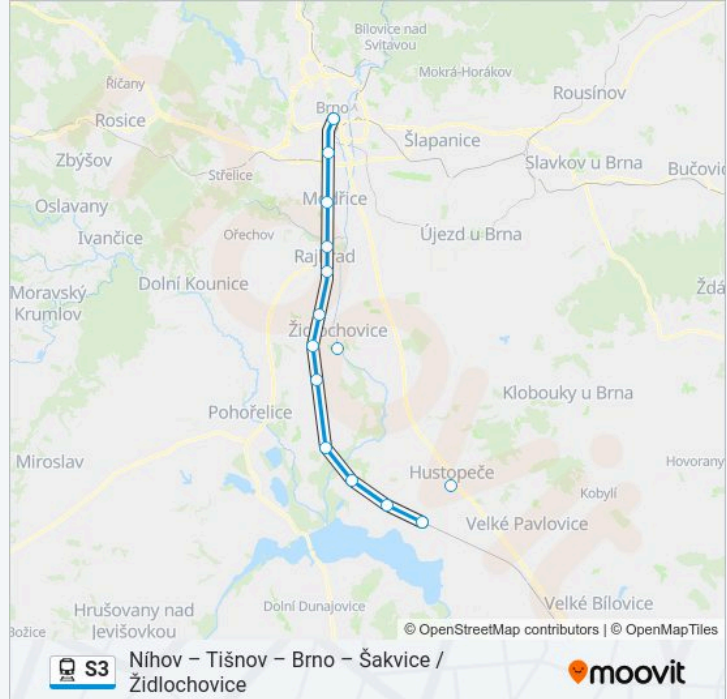 Bílovice nad
Svitavou
Mokrá-Horákov
Říčany
Rousínov
Brno
Rosice
Šlapanice
Zbýšov
Slavkov u Brna
Bučovic
Střelice
Modřice
Oslavany
Ořechov
Újezd u Brna
Ivančice
Rajhrad
Moravský
Krumlov
Dolní Kounice
Ždá
Židlochovice
Klobouky u Brna
Pohořelice
Miroslav
Hustopeče
Hovorany
Kobylí
Velké Pavlovice
Hrušovany nad
Jevišovkou
Dolní Dunajovice
Velké Bílovice
Božice
© OpenStreetMap contributors | © OpenMapTiles
S3
Níhov – Tišnov – Brno – Šakvice /
Židlochovice
moovit